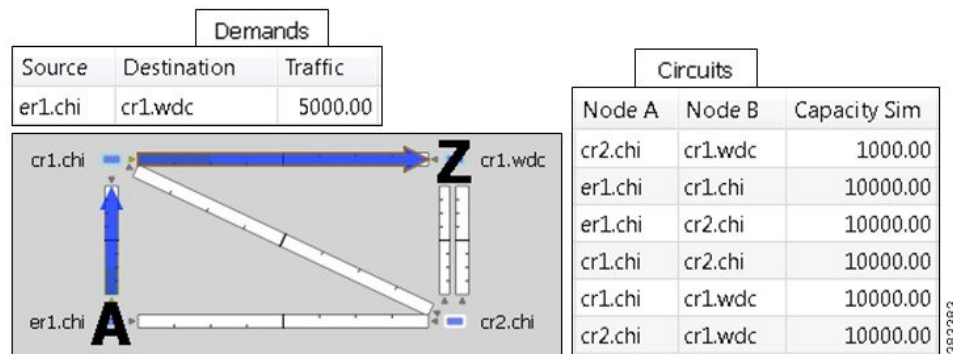 Demands
Source Destination Traffic
er1.chi cr1.wdc 5000.00
cr1.chi Z cr1.wdc
er1.chi A cr2.chi
Circuits
Node A Node B Capacity Sim
cr2.chi cr1.wdc 1000.00
er1.chi cr1.chi 10000.00
er1.chi cr2.chi 10000.00
cr1.chi cr2.chi 10000.00
cr1.chi cr1.wdc 10000.00
cr2.chi cr1.wdc 10000.00
383283